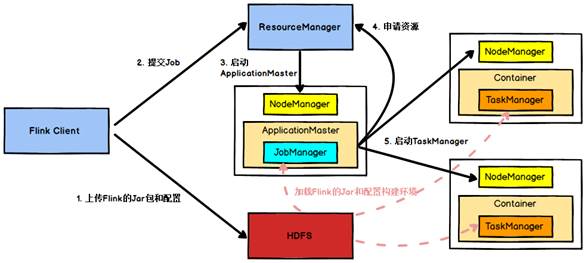 ResourceManager
4. 申请资源
2. 提交Job
3. 启动
ApplicationMaster
NodeManager
Container
TaskManager
NodeManager
Flink Client
ApplicationMaster
JobManager
5. 启动TaskManager
NodeManager
Container
TaskManager
1. 上传Flink的Jar包和配置
加载Flink的Jar和配置构建环境
HDFS